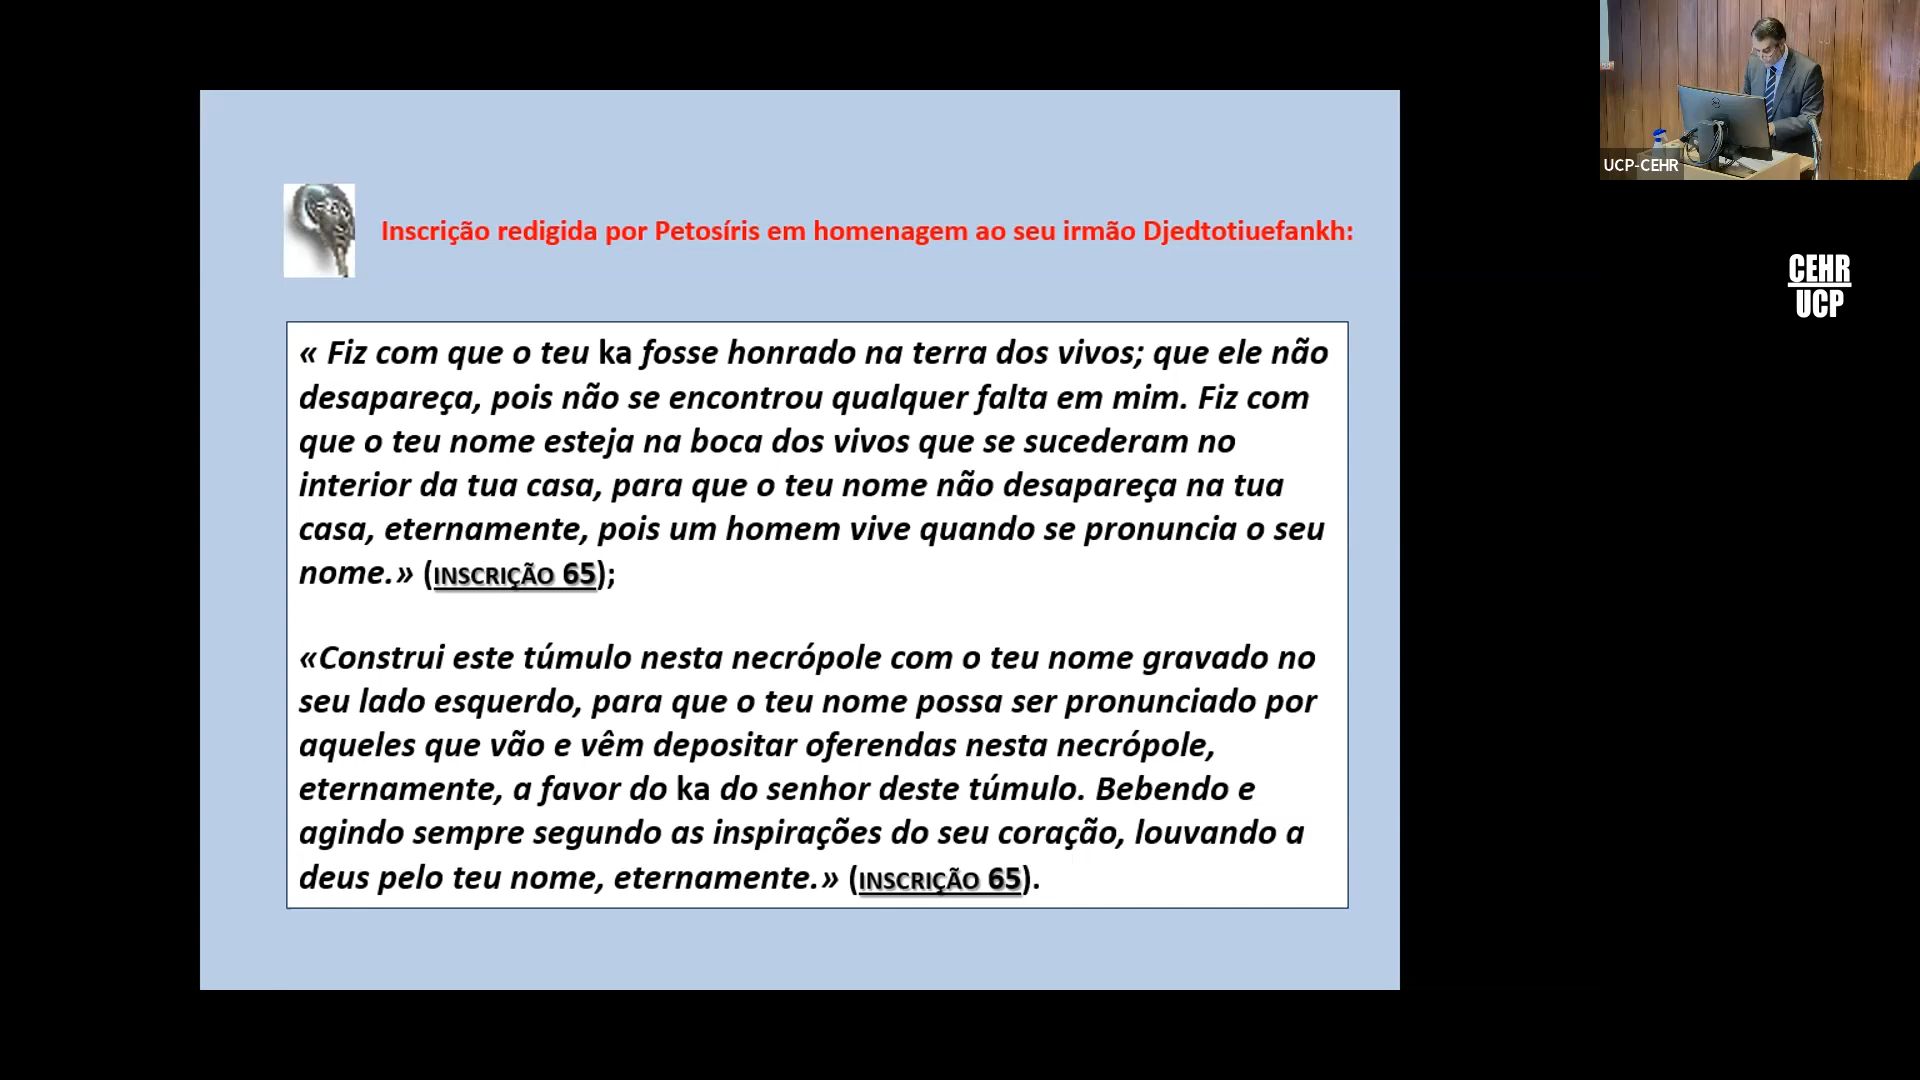 UCP-CEHR
CEHR
UCP
Inscrição redigida por Petosíris em homenagem ao seu irmão Djedtotiuefankh:
« Fiz com que o teu ka fosse honrado na terra dos vivos; que ele não
desapareça, pois não se encontrou qualquer falta em mim. Fiz com
que o teu nome esteja na boca dos vivos que se sucederam no
interior da tua casa, para que o teu nome não desapareça na tua
casa, eternamente, pois um homem vive quando se pronuncia o seu
nome.» (INSCRIÇÃO 65);
«Construi este túmulo nesta necrópole com o teu nome gravado no
seu lado esquerdo, para que o teu nome possa ser pronunciado por
aqueles que vão e vêm depositar oferendas nesta necrópole,
eternamente, a favor do ka do senhor deste túmulo. Bebendo e
agindo sempre segundo as inspirações do seu coração, louvando a
deus pelo teu nome, eternamente.» (INSCRIÇÃO 65).